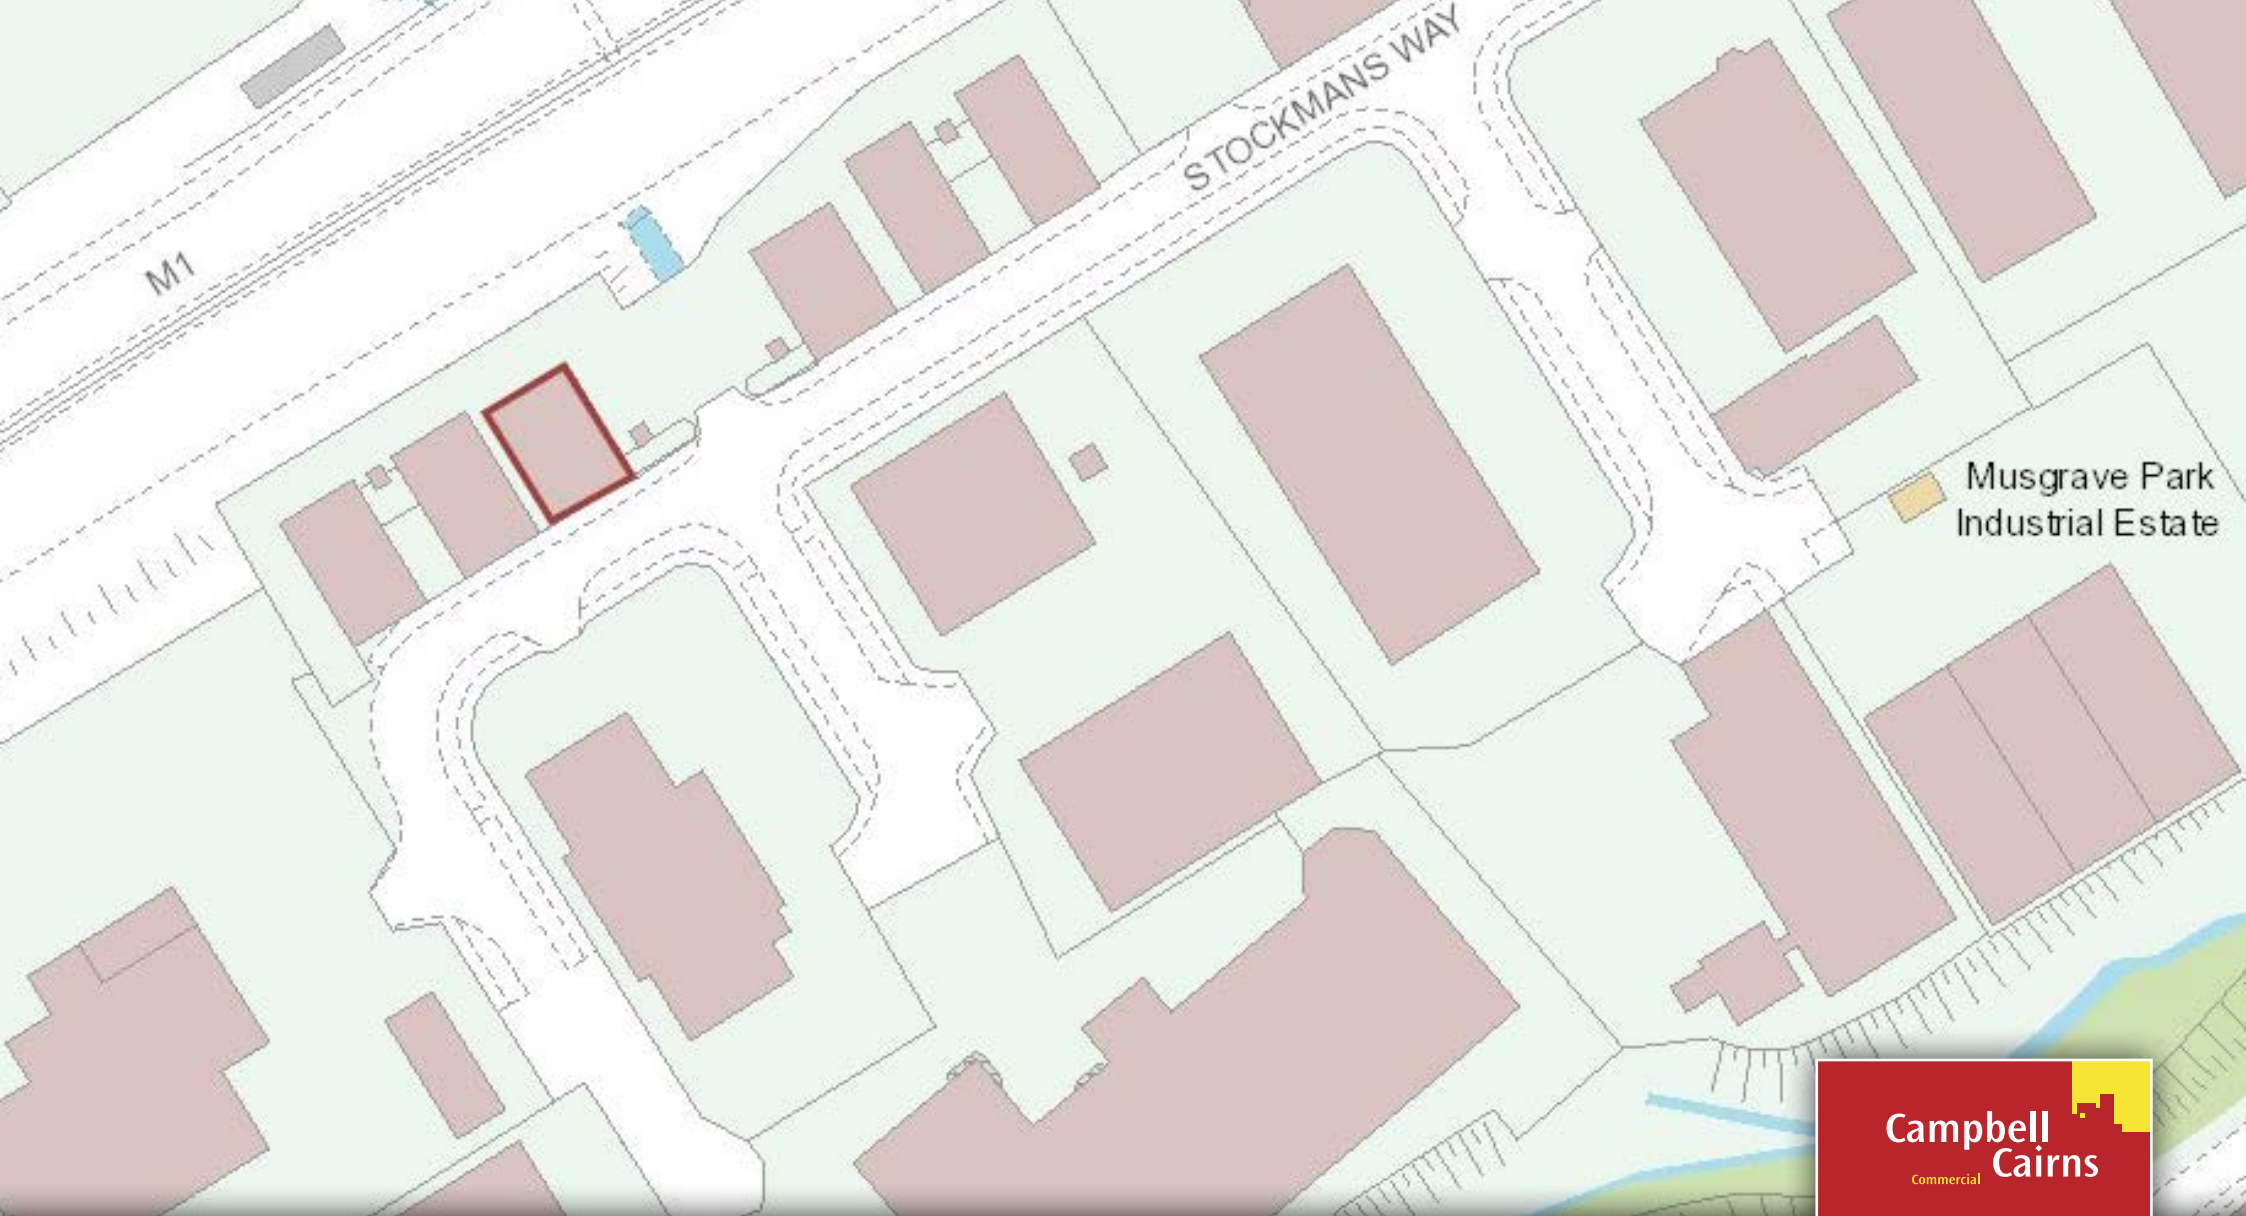 STOCKMANS WAY
M1
Musgrave Park
Industrial Estate
Campbell
Cairns
Commercial